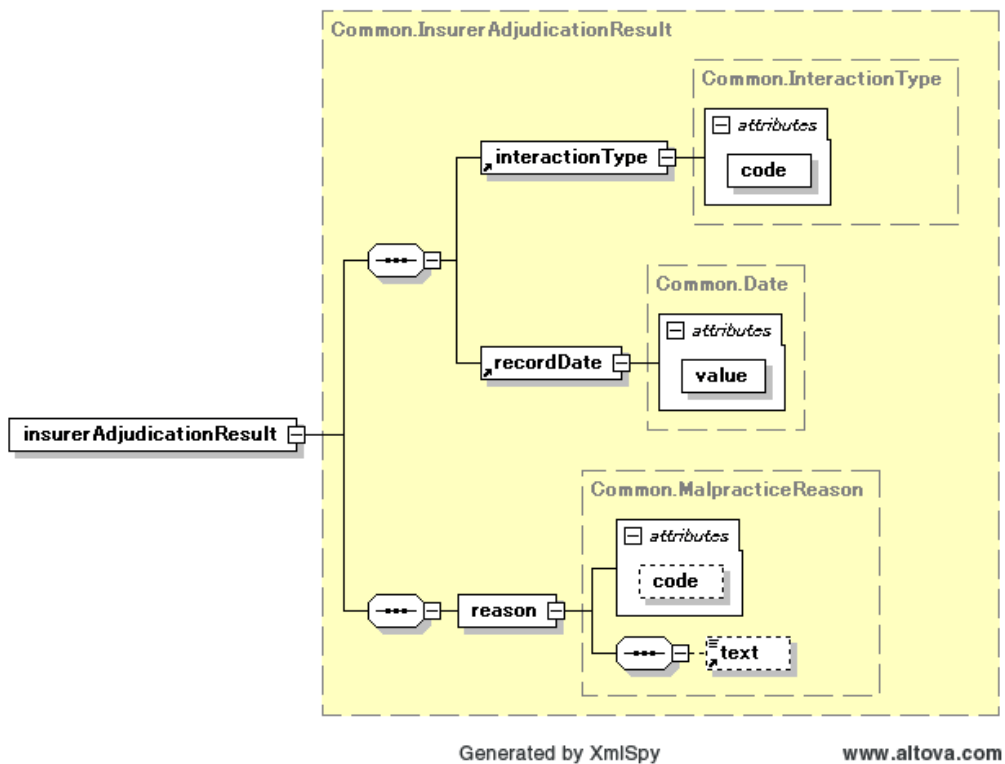 Common.InsurerAdjudicationResult
Common.InteractionType
attributes
interactionType
code
Common.Date
attributes
recordDate
value
insurerAdjudicationResult
Common.MalpracticeReason
attributes
code
reason
text
Generated by XmlSpy
www.altova.com